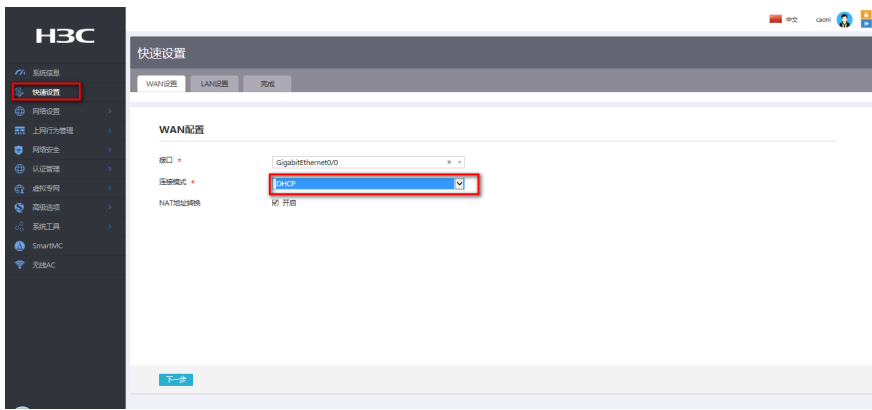 中文 caoni
H3C
快速设置
系统信息
快速设置
网络设置
上网行为管理
网络安全
认证管理
虚拟专网
高级选项
系统工具
SmartMC
无线AC
WAN设置 LAN设置 完成
WAN配置
接口 *
GigabitEthernet0/0
连接模式 *
DHCP
NAT地址转换
开启
下一步